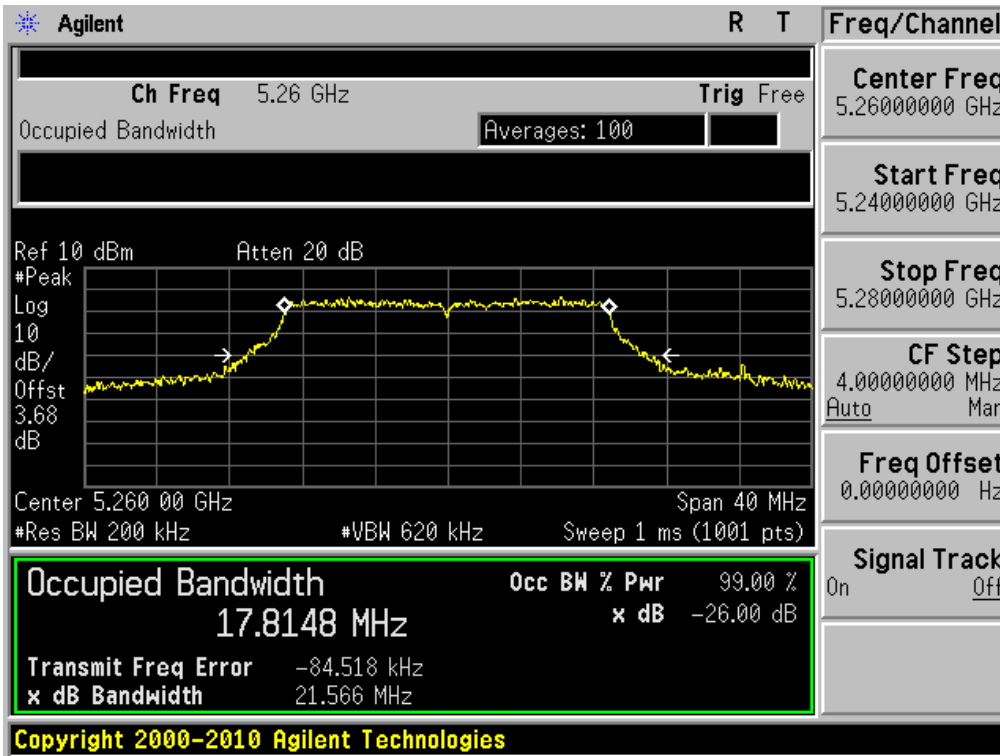 Agilent R T Freq/Channel
Ch Freq 5.26 GHz Trig Free
Occupied Bandwidth Averages: 100
Center Freq
5.26000000 GHz
Start Freq
5.24000000 GHz
Stop Freq
5.28000000 GHz
CF Step
4.00000000 MHz
Auto Man
Freq Offset
0.00000000 Hz
Signal Track
On Off
Ref 10 dBm Atten 20 dB
#Peak
Log
10
dB/
Offst
3.68
dB
Center 5.260 00 GHz Span 40 MHz
#Res BW 200 kHz #VBW 620 kHz Sweep 1 ms (1001 pts)
Occupied Bandwidth Occ BW % Pwr 99.00 %
17.8148 MHz x dB -26.00 dB
Transmit Freq Error -84.518 kHz
x dB Bandwidth 21.566 MHz
Copyright 2000-2010 Agilent Technologies